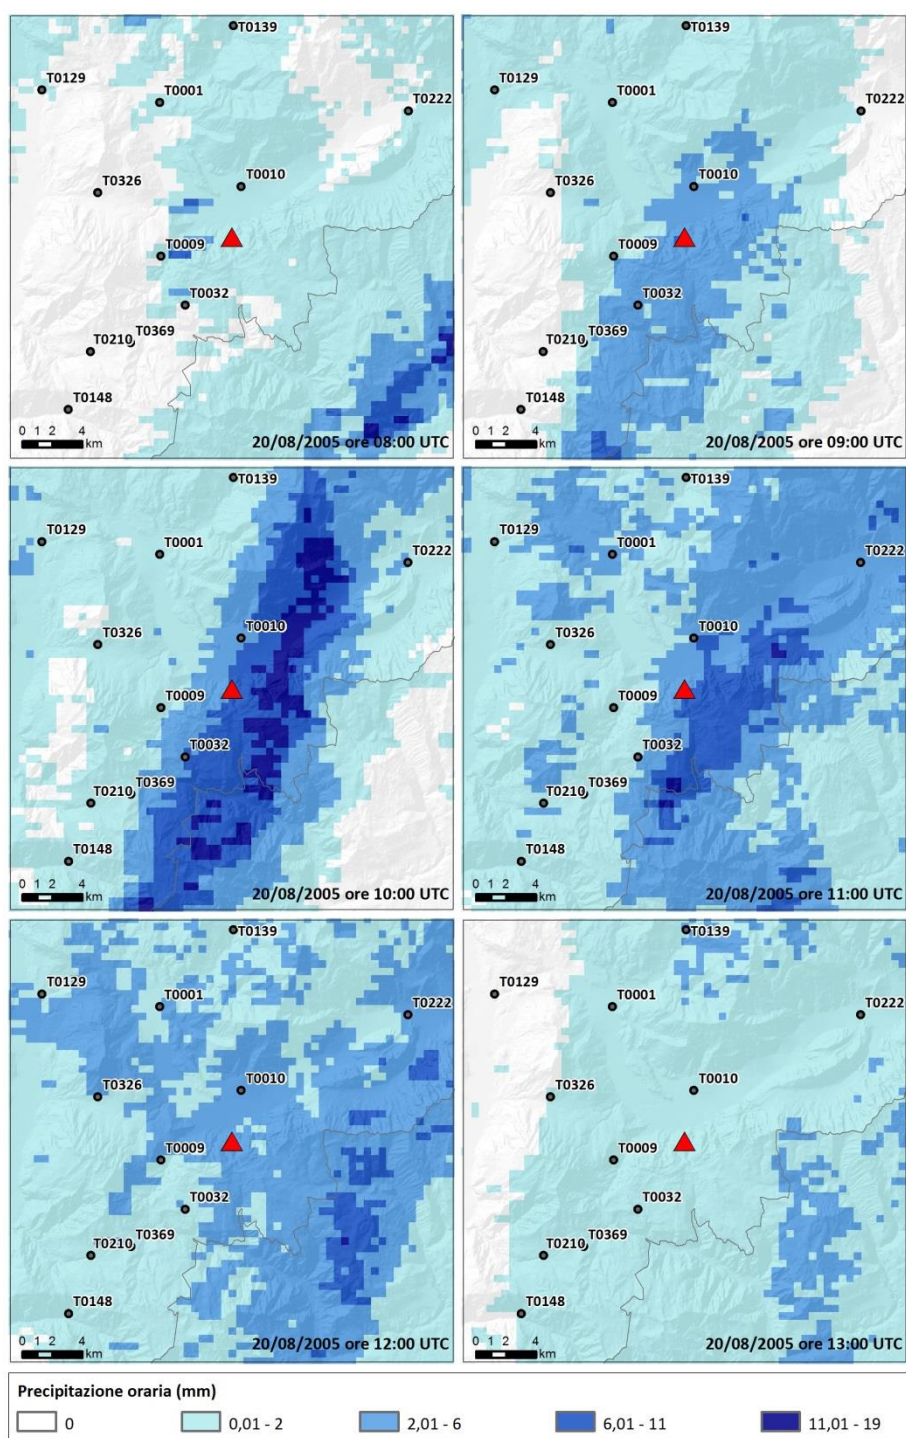 T0139
T0129
T0001
T0222
T0326
T0010
T0009
T0032
T0369
T0210
T0148
0 1 2 4
km
20/08/2005 ore 08:00 UTC
T0139
T0129
T0001
T0222
T0326
T0010
T0009
T0032
T0369
T0210
T0148
0 1 2 4
km
20/08/2005 ore 09:00 UTC
T0139
T0129
T0001
T0222
T0326
T0010
T0009
T0032
T0369
T0210
T0148
0 1 2 4
km
20/08/2005 ore 10:00 UTC
T0139
T0129
T0001
T0222
T0326
T0010
T0009
T0032
T0369
T0210
T0148
0 1 2 4
km
20/08/2005 ore 11:00 UTC
T0139
T0129
T0001
T0222
T0326
T0010
T0009
T0032
T0369
T0210
T0148
0 1 2 4
km
20/08/2005 ore 12:00 UTC
T0139
T0129
T0001
T0222
T0326
T0010
T0009
T0032
T0369
T0210
T0148
0 1 2 4
km
20/08/2005 ore 13:00 UTC
Precipitazione oraria (mm)
0 0,01 - 2 2,01 - 6 6,01 - 11 11,01 - 19